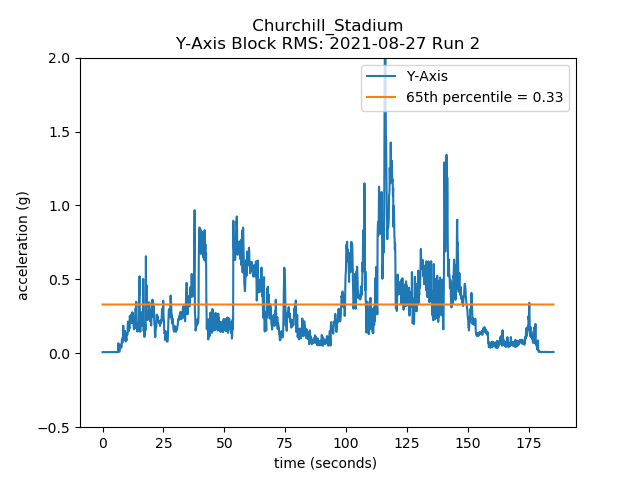 Churchill_Stadium
Y-Axis Block RMS: 2021-08-27 Run 2
Y-Axis
65th percentile = 0.33
2.0
1.5
1.0
0.5
0.0
−0.5
acceleration (g)
0 25 50 75 100 125 150 175
time (seconds)